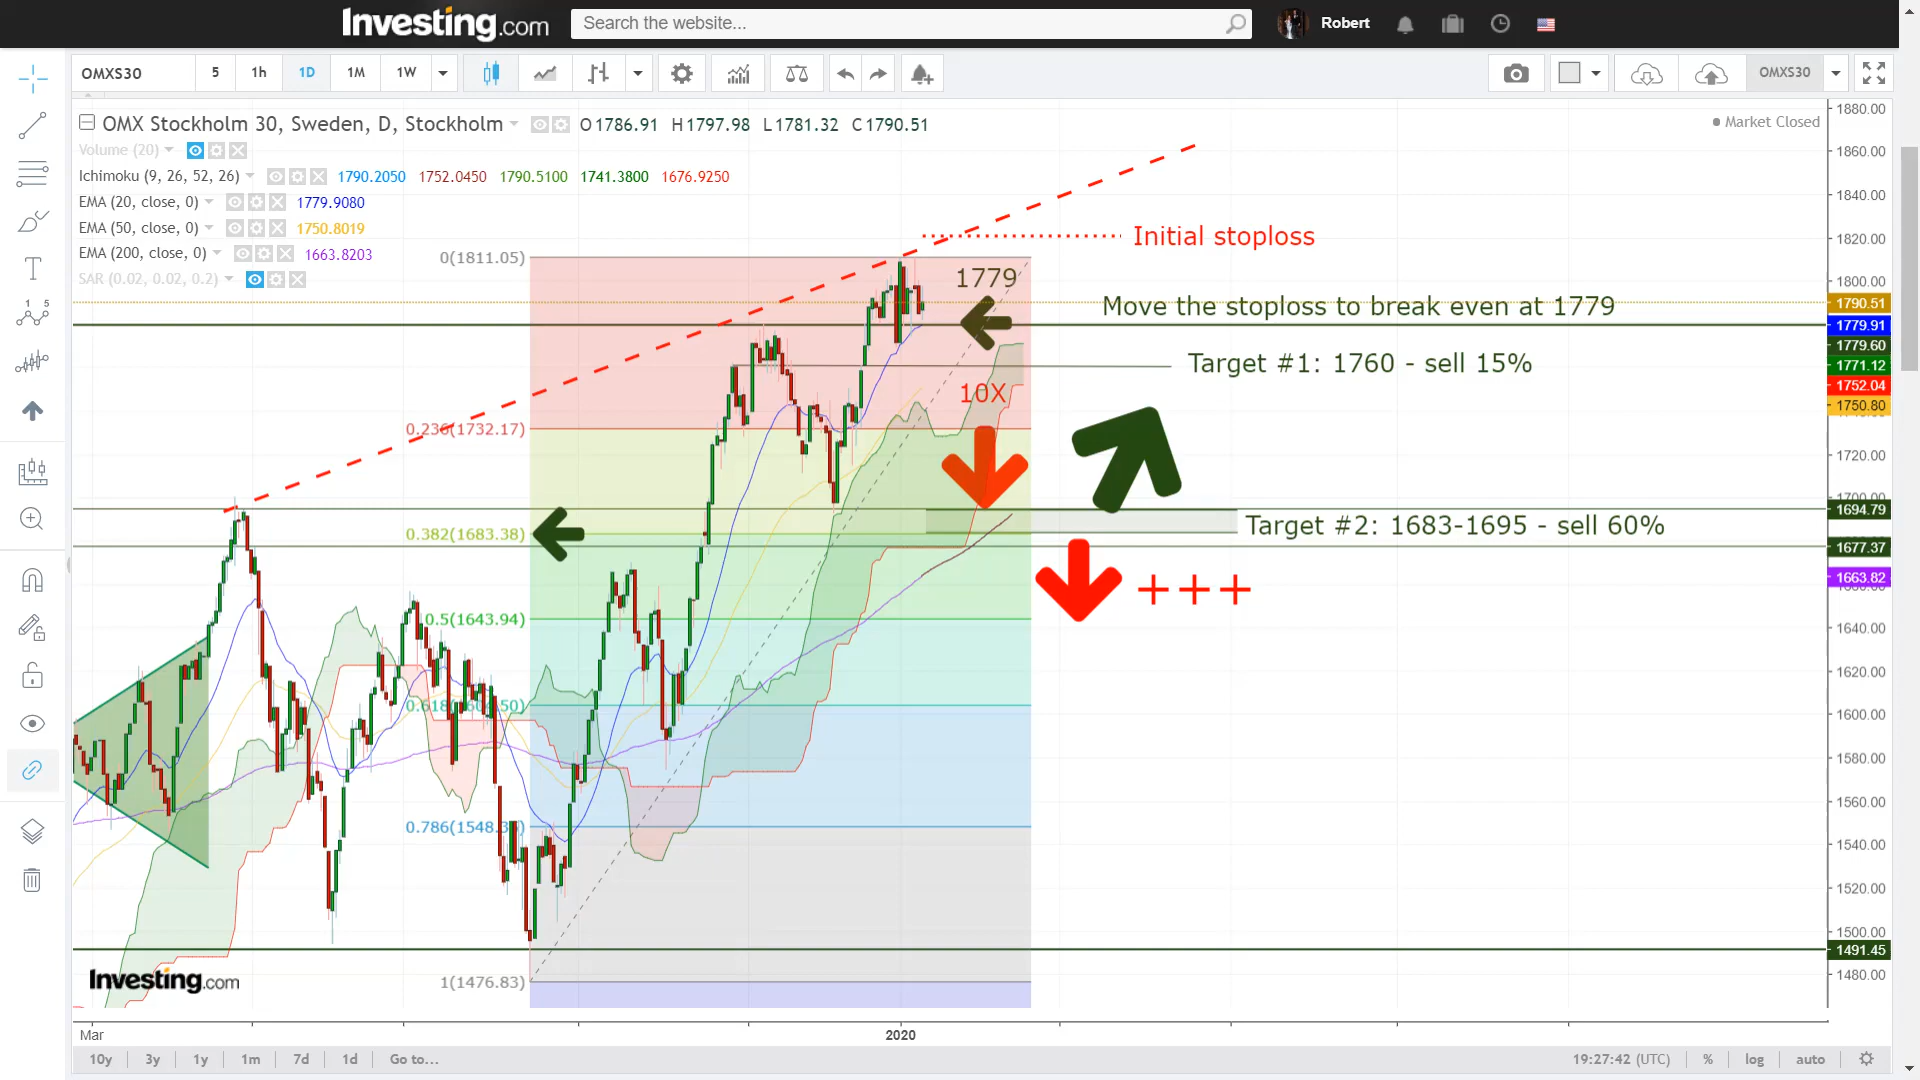 Investing.com
Search the website...
Robert
OMXS30
5
1h
1D
1M
1W
OMXS30
OMX Stockholm 30, Sweden, D, Stockholm
O1786.91 H1797.98 L1781.32 C1790.51
Market Closed
Volume (20)
Ichimoku (9, 26, 52, 26)
1790.2050 1752.0450 1790.5100 1741.3800 1676.9250
EMA (20, close, 0)
1779.9080
EMA (50, close, 0)
1750.8019
EMA (200, close, 0)
1663.8203
SAR (0.02, 0.02, 0.2)
Initial stoploss
0(1811.05)
1779
Move the stoploss to break even at 1779
Target #1: 1760 - sell 15%
10X
0.236(1732.17)
Target #2: 1683-1695 - sell 60%
0.382(1683.38)
+++
0.5(1643.94)
1(1476.83)
Investing.com
1880.00
1860.00
1840.00
1820.00
1800.00
1790.51
1779.91
1779.60
1771.12
1752.04
1750.80
1720.00
1694.79
1677.37
1663.82
1640.00
1620.00
1600.00
1580.00
1560.00
1540.00
1520.00
1500.00
1491.45
1480.00
Mar
2020
10y
3y
1y
1m
7d
1d
Go to...
19:27:42 (UTC)
%
log
auto